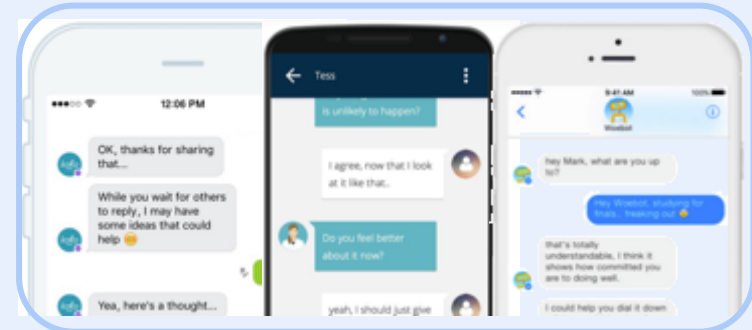 12:06 PM
OK, thanks for sharing
that...
While you wait for others
to reply, I may have
some ideas that could
help
Yea, here's a thought...
Tess
is unlikely to happen?
I agree, now that I look
at it like that..
Do you feel better
about it now?
yeah, I should just give
9:41 AM
100%
Woebot
hey Mark, what are you up
to?
Hey Woebot, studying for
finals.. freaking out
that's totally
understandable, I think it
shows how committed you
are to doing well.
I could help you dial it down